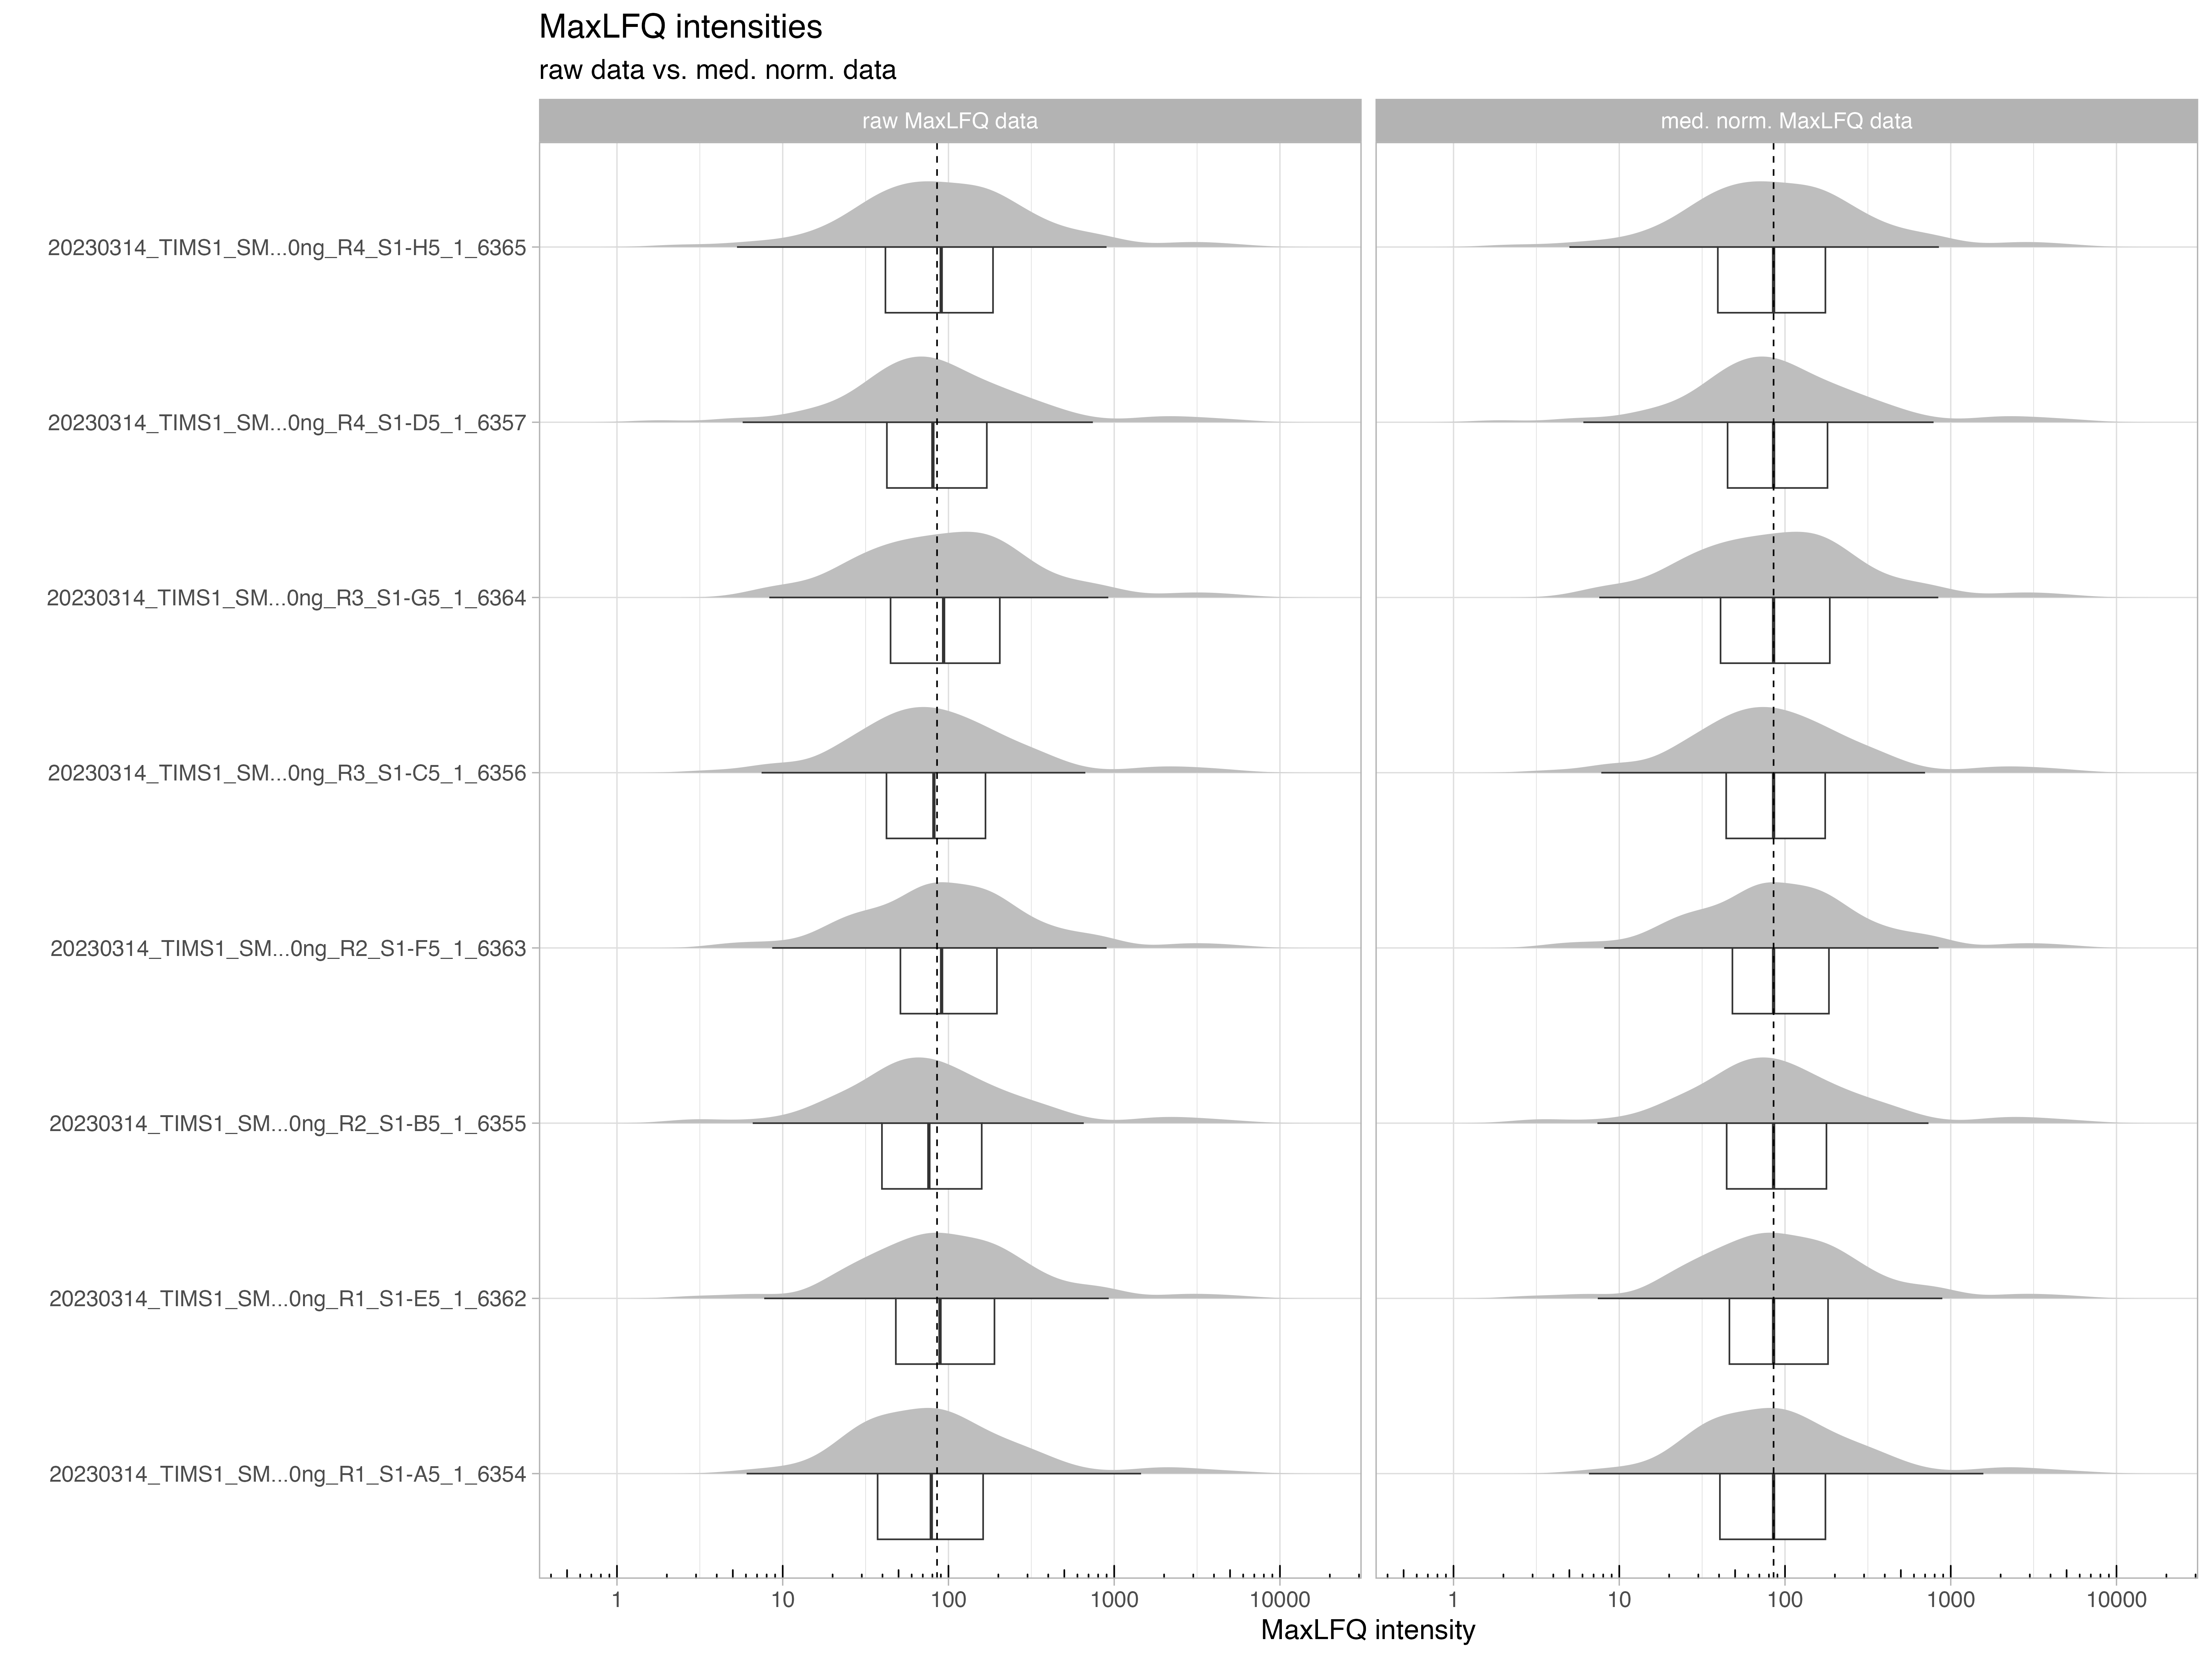 MaxLFQ intensities
raw data vs. med. norm. data
raw MaxLFQ data
med. norm. MaxLFQ data
20230314_TIMS1_SM...0ng_R4_S1-H5_1_6365
20230314_TIMS1_SM...0ng_R4_S1-D5_1_6357
20230314_TIMS1_SM...0ng_R3_S1-G5_1_6364
20230314_TIMS1_SM...0ng_R3_S1-C5_1_6356
20230314_TIMS1_SM...0ng_R2_S1-F5_1_6363
20230314_TIMS1_SM...0ng_R2_S1-B5_1_6355
20230314_TIMS1_SM...0ng_R1_S1-E5_1_6362
20230314_TIMS1_SM...0ng_R1_S1-A5_1_6354
1 10 100 1000 10000
1 10 100 1000 10000
MaxLFQ intensity